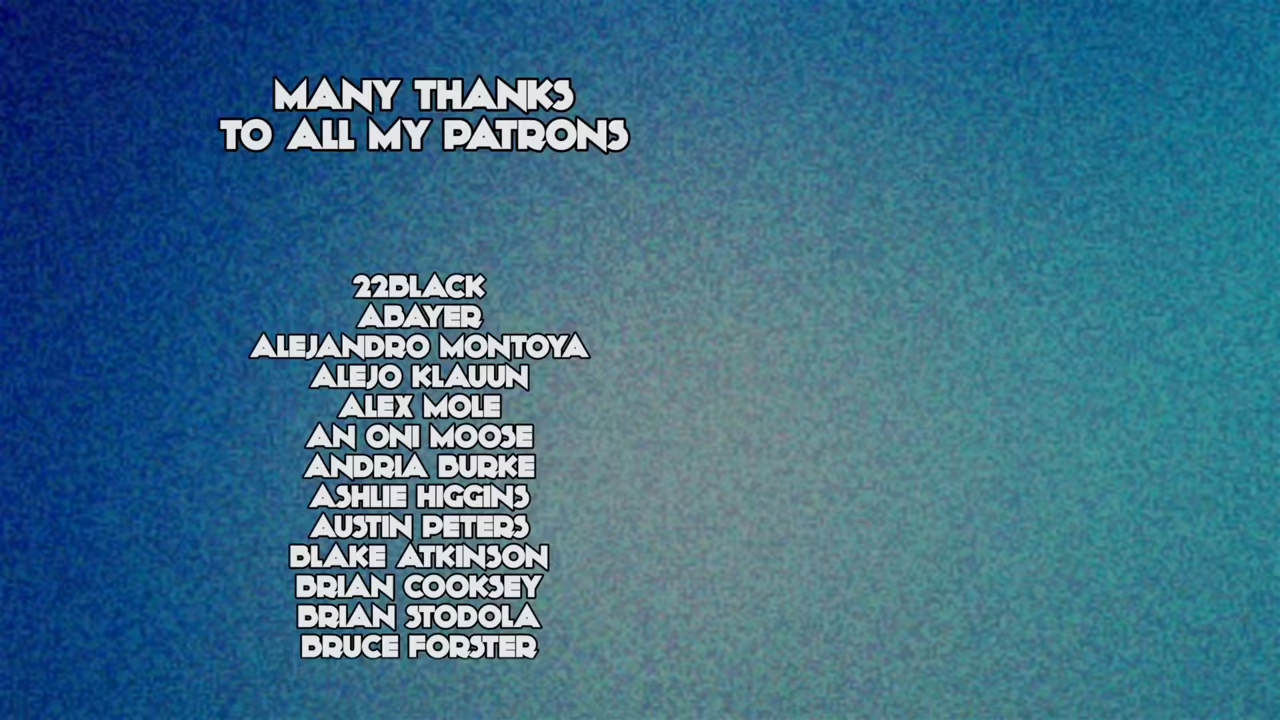 MANY THANKS
TO ALL MY PATRONS
22BLACK
ABAYER
ALEJANDRO MONTOYA
ALEJO KLAUUN
ALEX MOLE
AN ONI MOOSE
ANDRIA BURKE
ASHLIE HIGGINS
AUSTIN PETERS
BLAKE ATKINSON
BRIAN COOKSEY
BRIAN STODOLA
BRUCE FORSTER